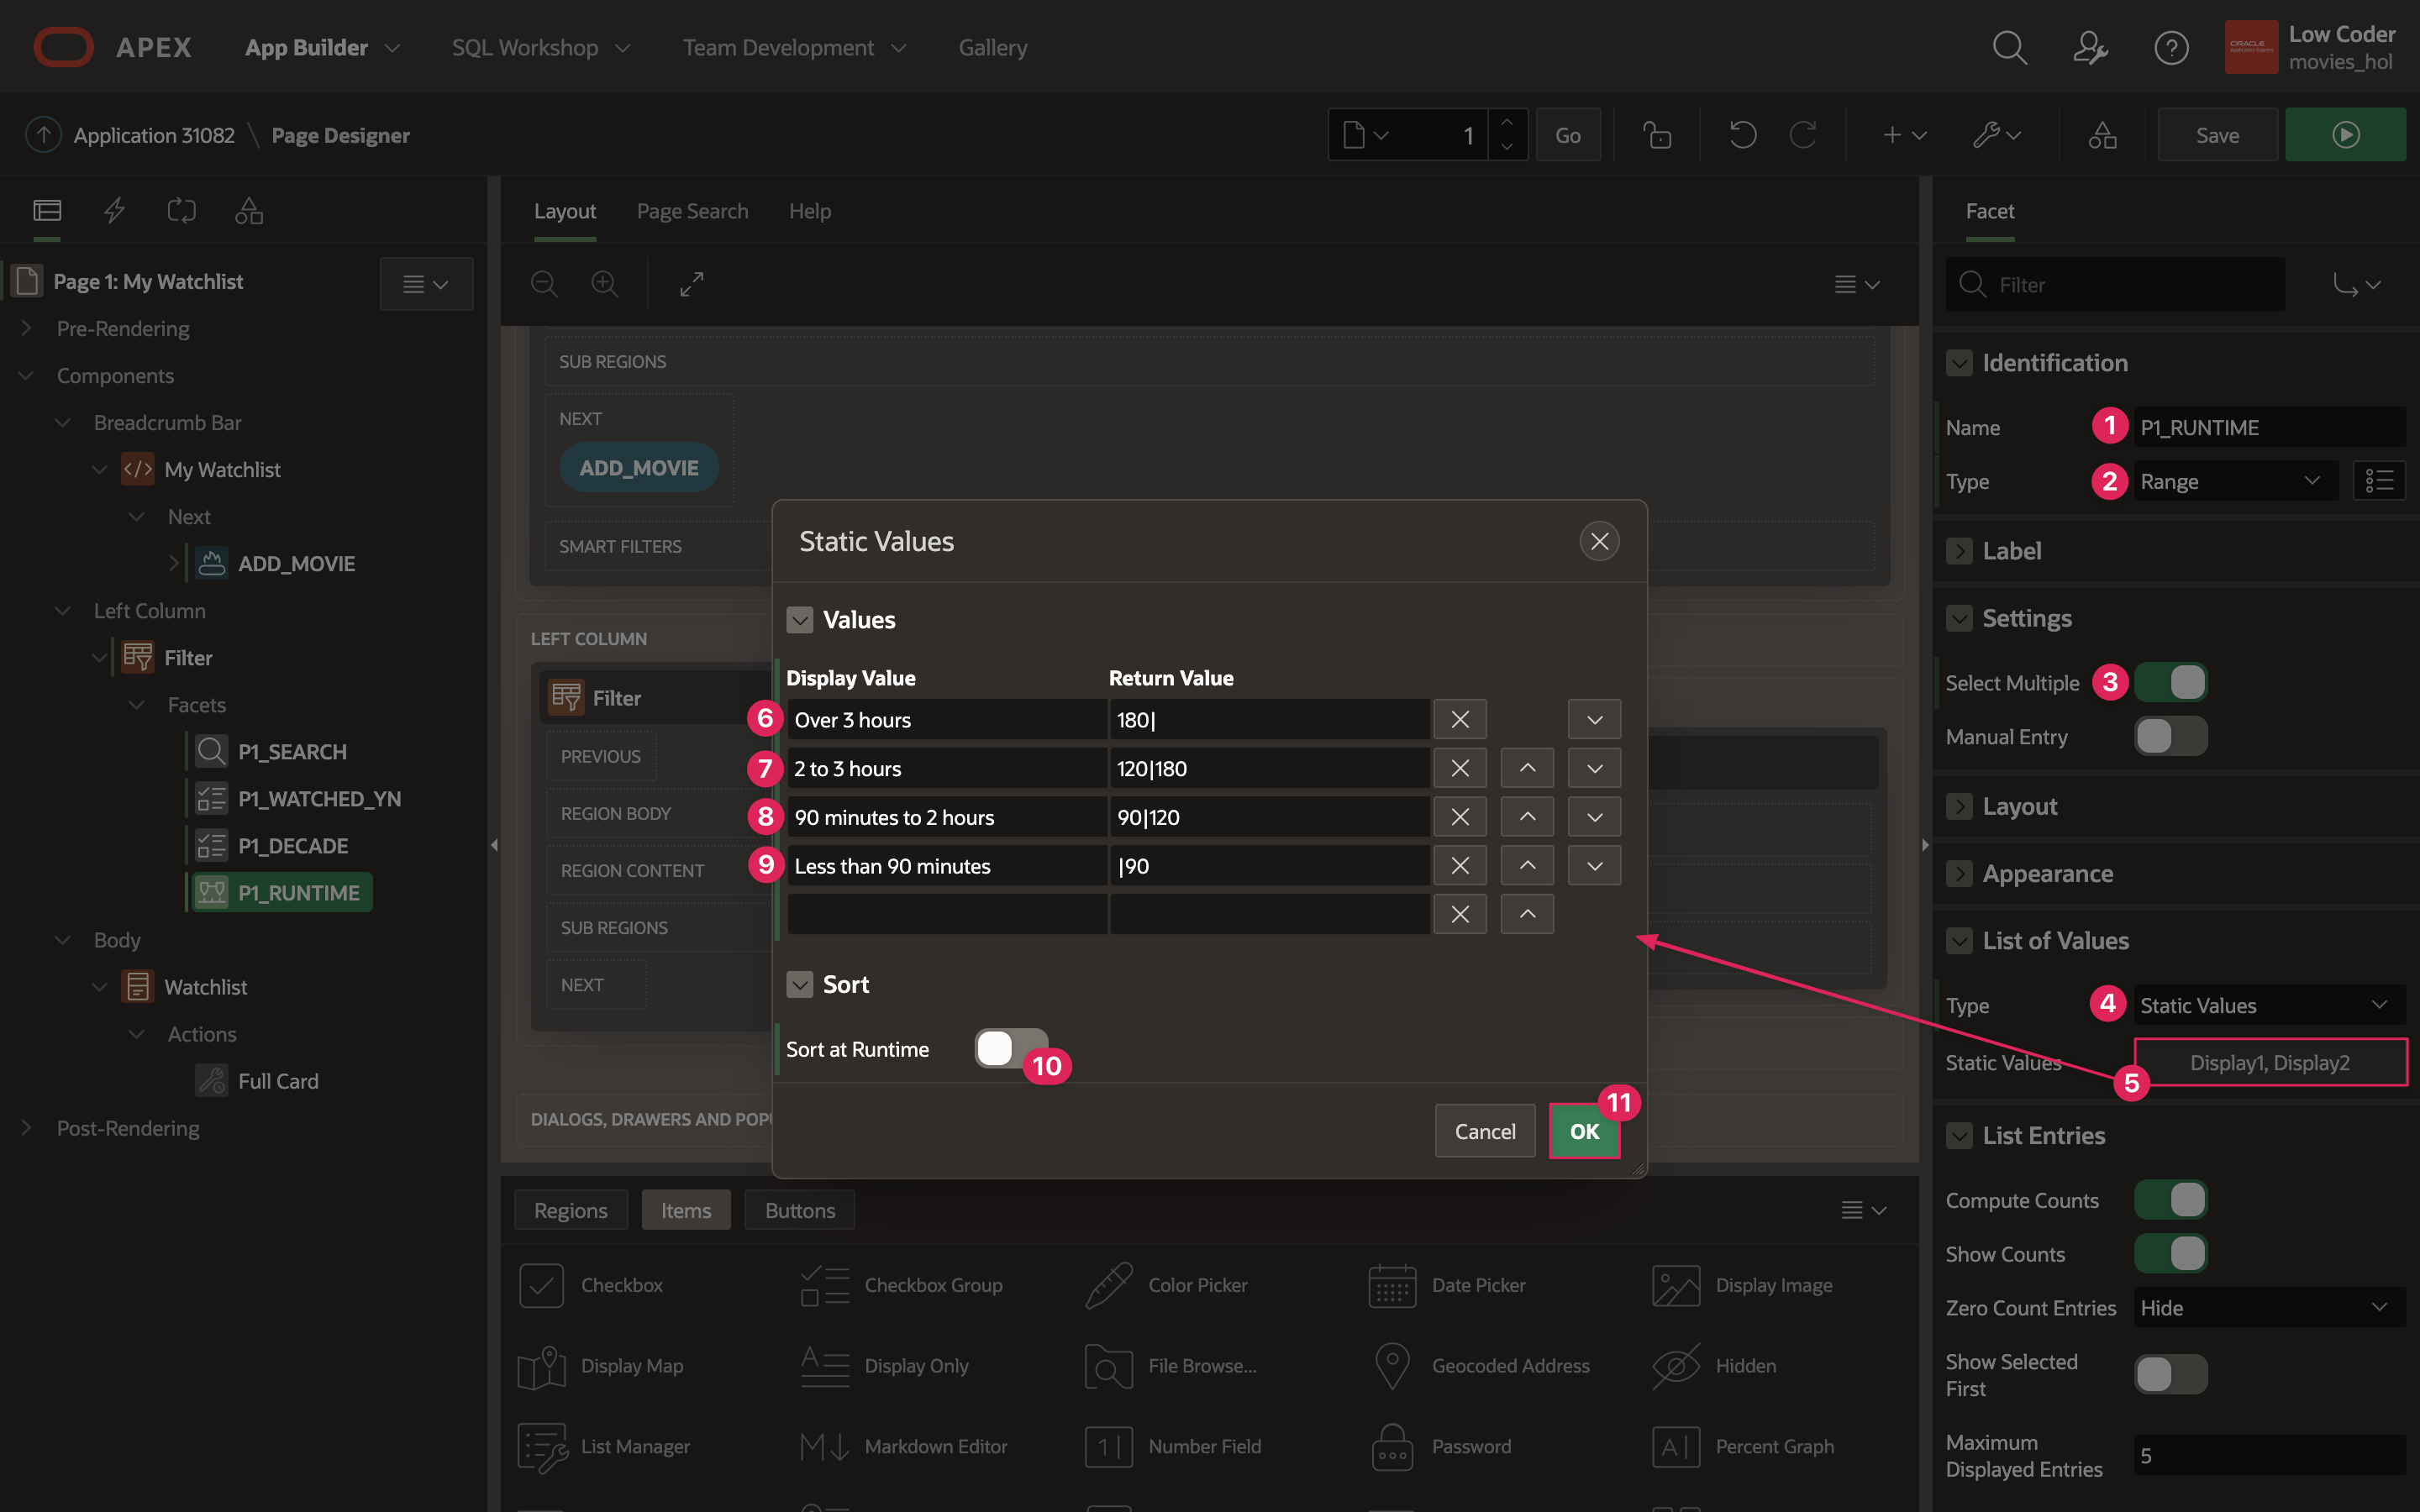 APEX
App Builder
SQL Workshop
Team Development
Gallery
ORACLE
Application Express
Low Coder
movies_hol
Application 31082 \ Page Designer
1
Go
Save
Page 1: My Watchlist
Pre-Rendering
Components
Breadcrumb Bar
</> My Watchlist
Next
ADD_MOVIE
Left Column
Filter
Facets
P1_SEARCH
P1_WATCHED_YN
P1_DECADE
P1_RUNTIME
Body
Watchlist
Actions
Full Card
Post-Rendering
Layout
Page Search
Help
SUB REGIONS
NEXT
ADD_MOVIE
SMART FILTERS
LEFT COLUMN
Filter
PREVIOUS
REGION BODY
REGION CONTENT
SUB REGIONS
NEXT
DIALOGS, DRAWERS AND POPU
Static Values
Values
Display Value Return Value
6 Over 3 hours 180|
7 2 to 3 hours 120|180
8 90 minutes to 2 hours 90|120
9 Less than 90 minutes |90
Sort
Sort at Runtime 10
Cancel
OK 11
Regions
Items
Buttons
Checkbox
Checkbox Group
Color Picker
Date Picker
Display Image
Display Map
Display Only
File Browse...
Geocoded Address
Hidden
List Manager
Markdown Editor
Number Field
Password
Percent Graph
Facet
Filter
Identification
Name 1 P1_RUNTIME
Type 2 Range
Label
Settings
Select Multiple 3
Manual Entry
Layout
Appearance
List of Values
Type 4 Static Values
Static Values 5 Display1, Display2
List Entries
Compute Counts
Show Counts
Zero Count Entries Hide
Show Selected
First
Maximum
Displayed Entries 5